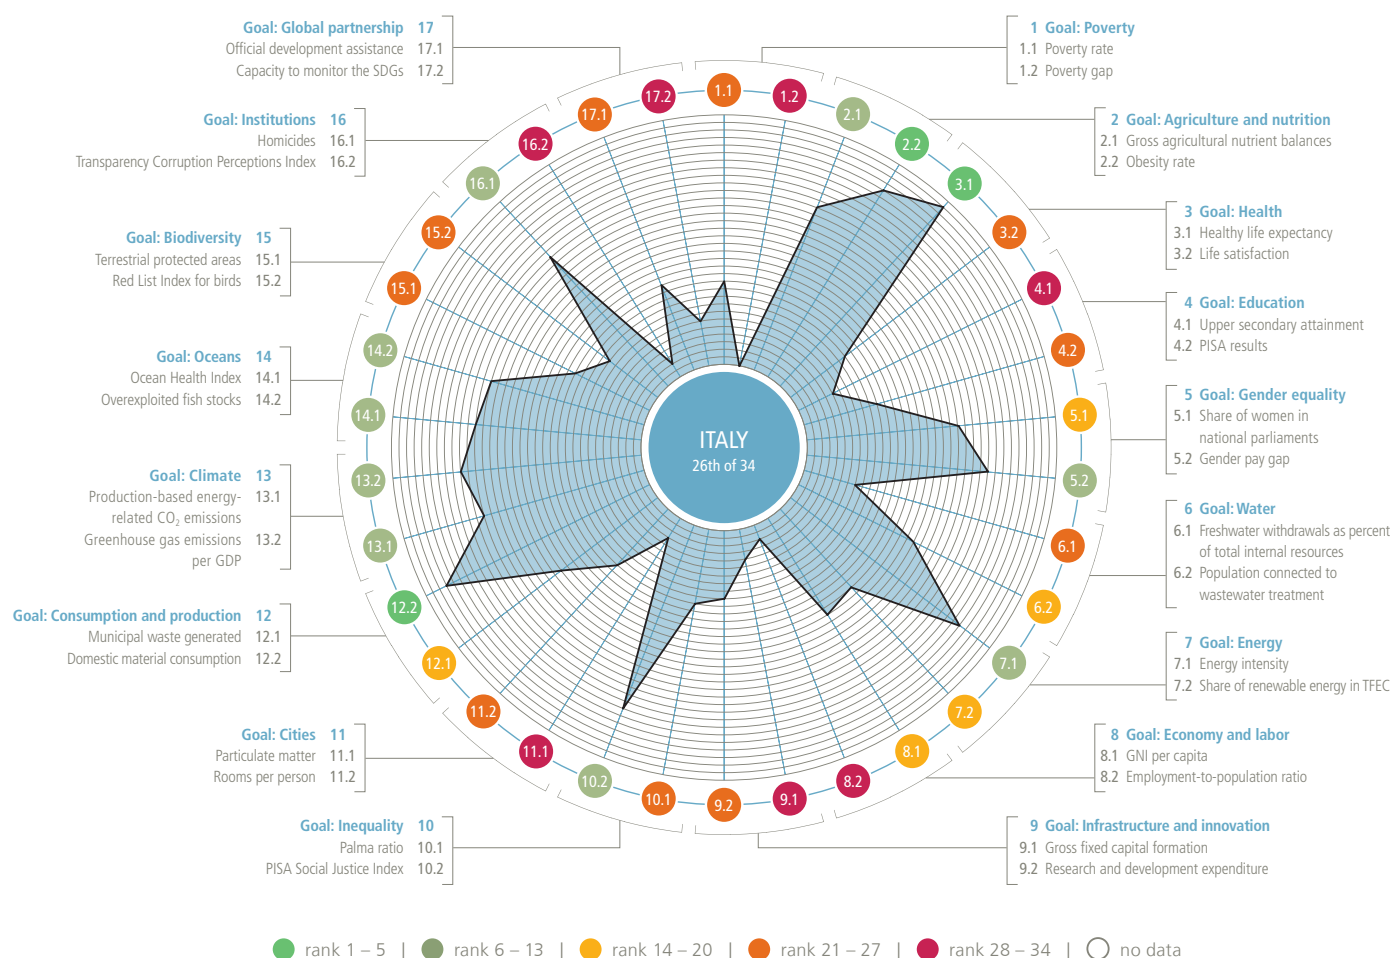 Goal: Global partnership 17
Official development assistance 17.1
Capacity to monitor the SDGs 17.2
Goal: Institutions 16
Homicides 16.1
Transparency Corruption Perceptions Index 16.2
Goal: Biodiversity 15
Terrestrial protected areas 15.1
Red List Index for birds 15.2
Goal: Oceans 14
Ocean Health Index 14.1
Overexploited fish stocks 14.2
Goal: Climate 13
Production-based energy- 13.1
related CO₂ emissions
Greenhouse gas emissions 13.2
per GDP
Goal: Consumption and production 12
Municipal waste generated 12.1
Domestic material consumption 12.2
Goal: Cities 11
Particulate matter 11.1
Rooms per person 11.2
Goal: Inequality 10
Palma ratio 10.1
PISA Social Justice Index 10.2
1 Goal: Poverty
1.1 Poverty rate
1.2 Poverty gap
2 Goal: Agriculture and nutrition
2.1 Gross agricultural nutrient balances
2.2 Obesity rate
3 Goal: Health
3.1 Healthy life expectancy
3.2 Life satisfaction
4 Goal: Education
4.1 Upper secondary attainment
4.2 PISA results
5 Goal: Gender equality
5.1 Share of women in
national parliaments
5.2 Gender pay gap
6 Goal: Water
6.1 Freshwater withdrawals as percent
of total internal resources
6.2 Population connected to
wastewater treatment
7 Goal: Energy
7.1 Energy intensity
7.2 Share of renewable energy in TFEC
8 Goal: Economy and labor
8.1 GNI per capita
8.2 Employment-to-population ratio
9 Goal: Infrastructure and innovation
9.1 Gross fixed capital formation
9.2 Research and development expenditure
1.1
1.2
2.1
2.2
3.1
3.2
4.1
4.2
5.1
5.2
6.1
6.2
7.1
7.2
8.1
8.2
9.1
9.2
10.1
10.2
11.1
11.2
12.1
12.2
13.1
13.2
14.1
14.2
15.1
15.2
16.1
16.2
17.1
17.2
ITALY
26th of 34
rank 1 – 5 | rank 6 – 13 | rank 14 – 20 | rank 21 – 27 | rank 28 – 34 | no data